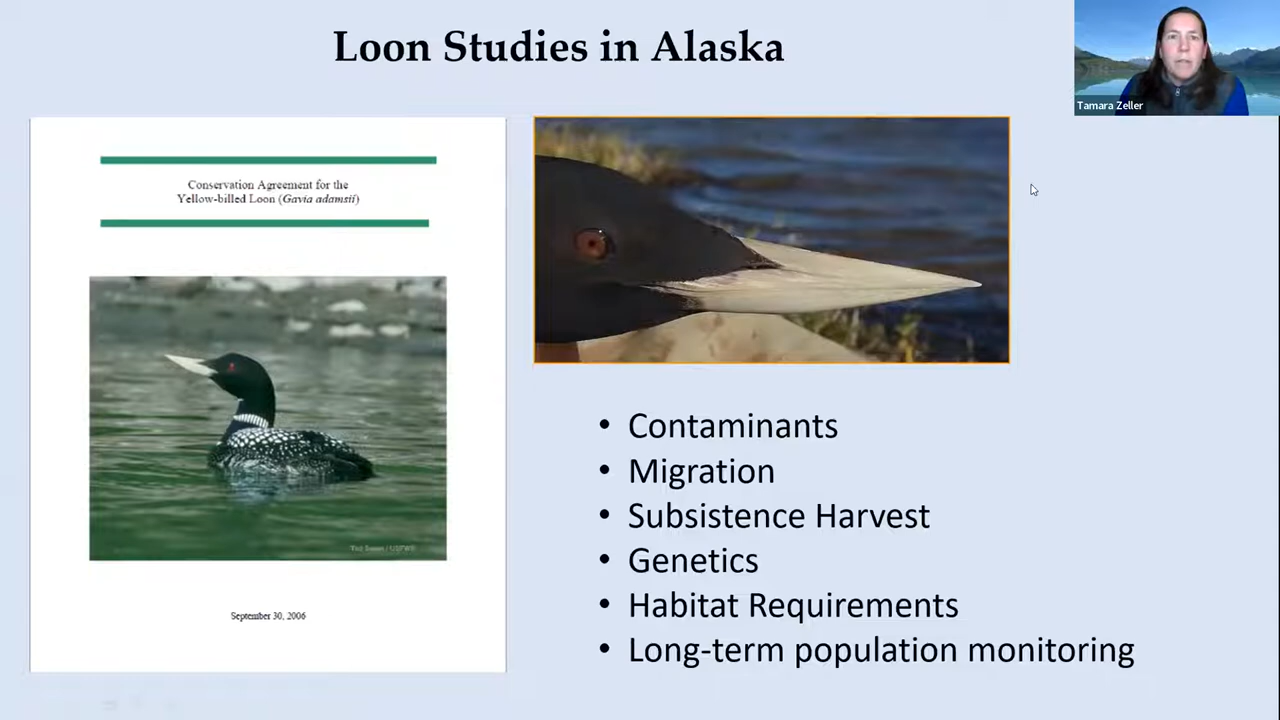 Loon Studies in Alaska
Tamara Zeller
Conservation Agreement for the
Yellow-billed Loon (Gavia adamsii)
September 30, 2006
• Contaminants
• Migration
• Subsistence Harvest
• Genetics
• Habitat Requirements
• Long-term population monitoring